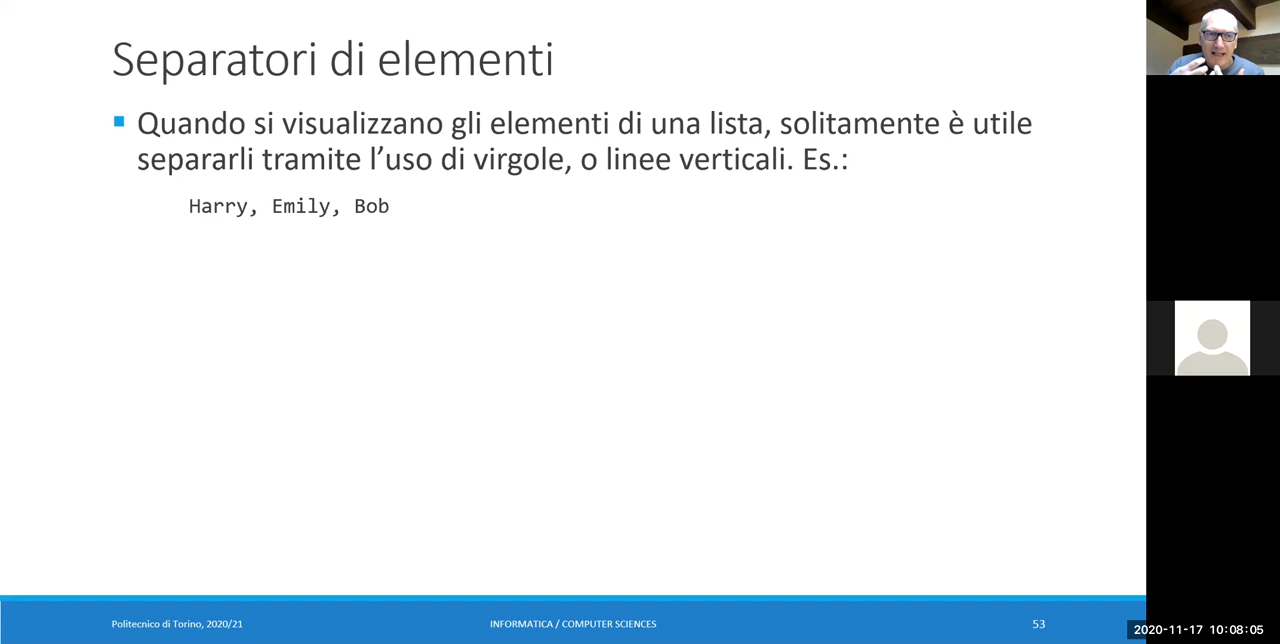 Separatori di elementi
▪ Quando si visualizzano gli elementi di una lista, solitamente è utile
separarli tramite l’uso di virgole, o linee verticali. Es.:
Harry, Emily, Bob
Politecnico di Torino, 2020/21
INFORMATICA / COMPUTER SCIENCES
53
2020-11-17 10:08:05